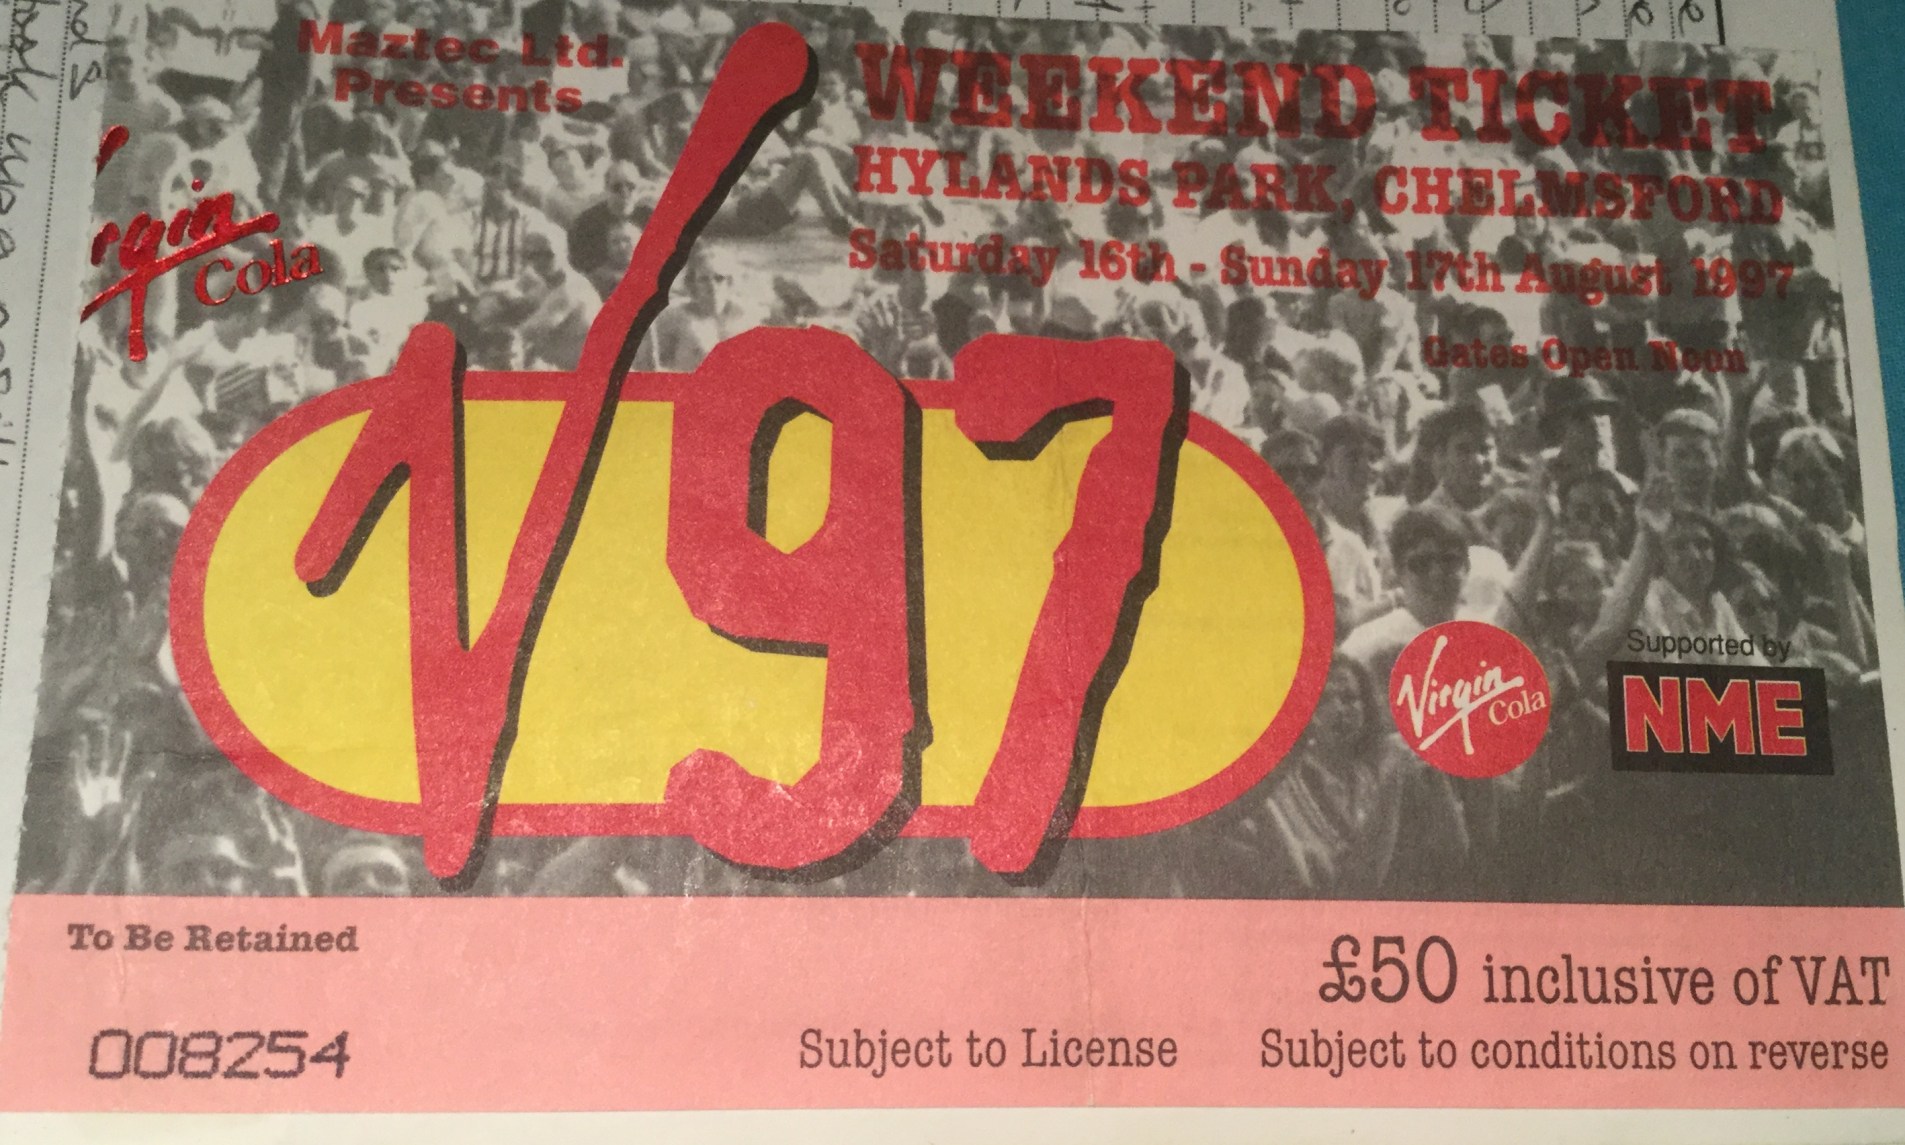 Maztec Ltd.
Presents
WEEKEND TICKET
HYLANDS PARK, CHELMSFORD
Saturday 16th - Sunday 17th August 1997
Gates Open Noon
rgin
Cola
V97
Virgin
Cola
Supported by
NME
To Be Retained
£50 inclusive of VAT
008254
Subject to License
Subject to conditions on reverse